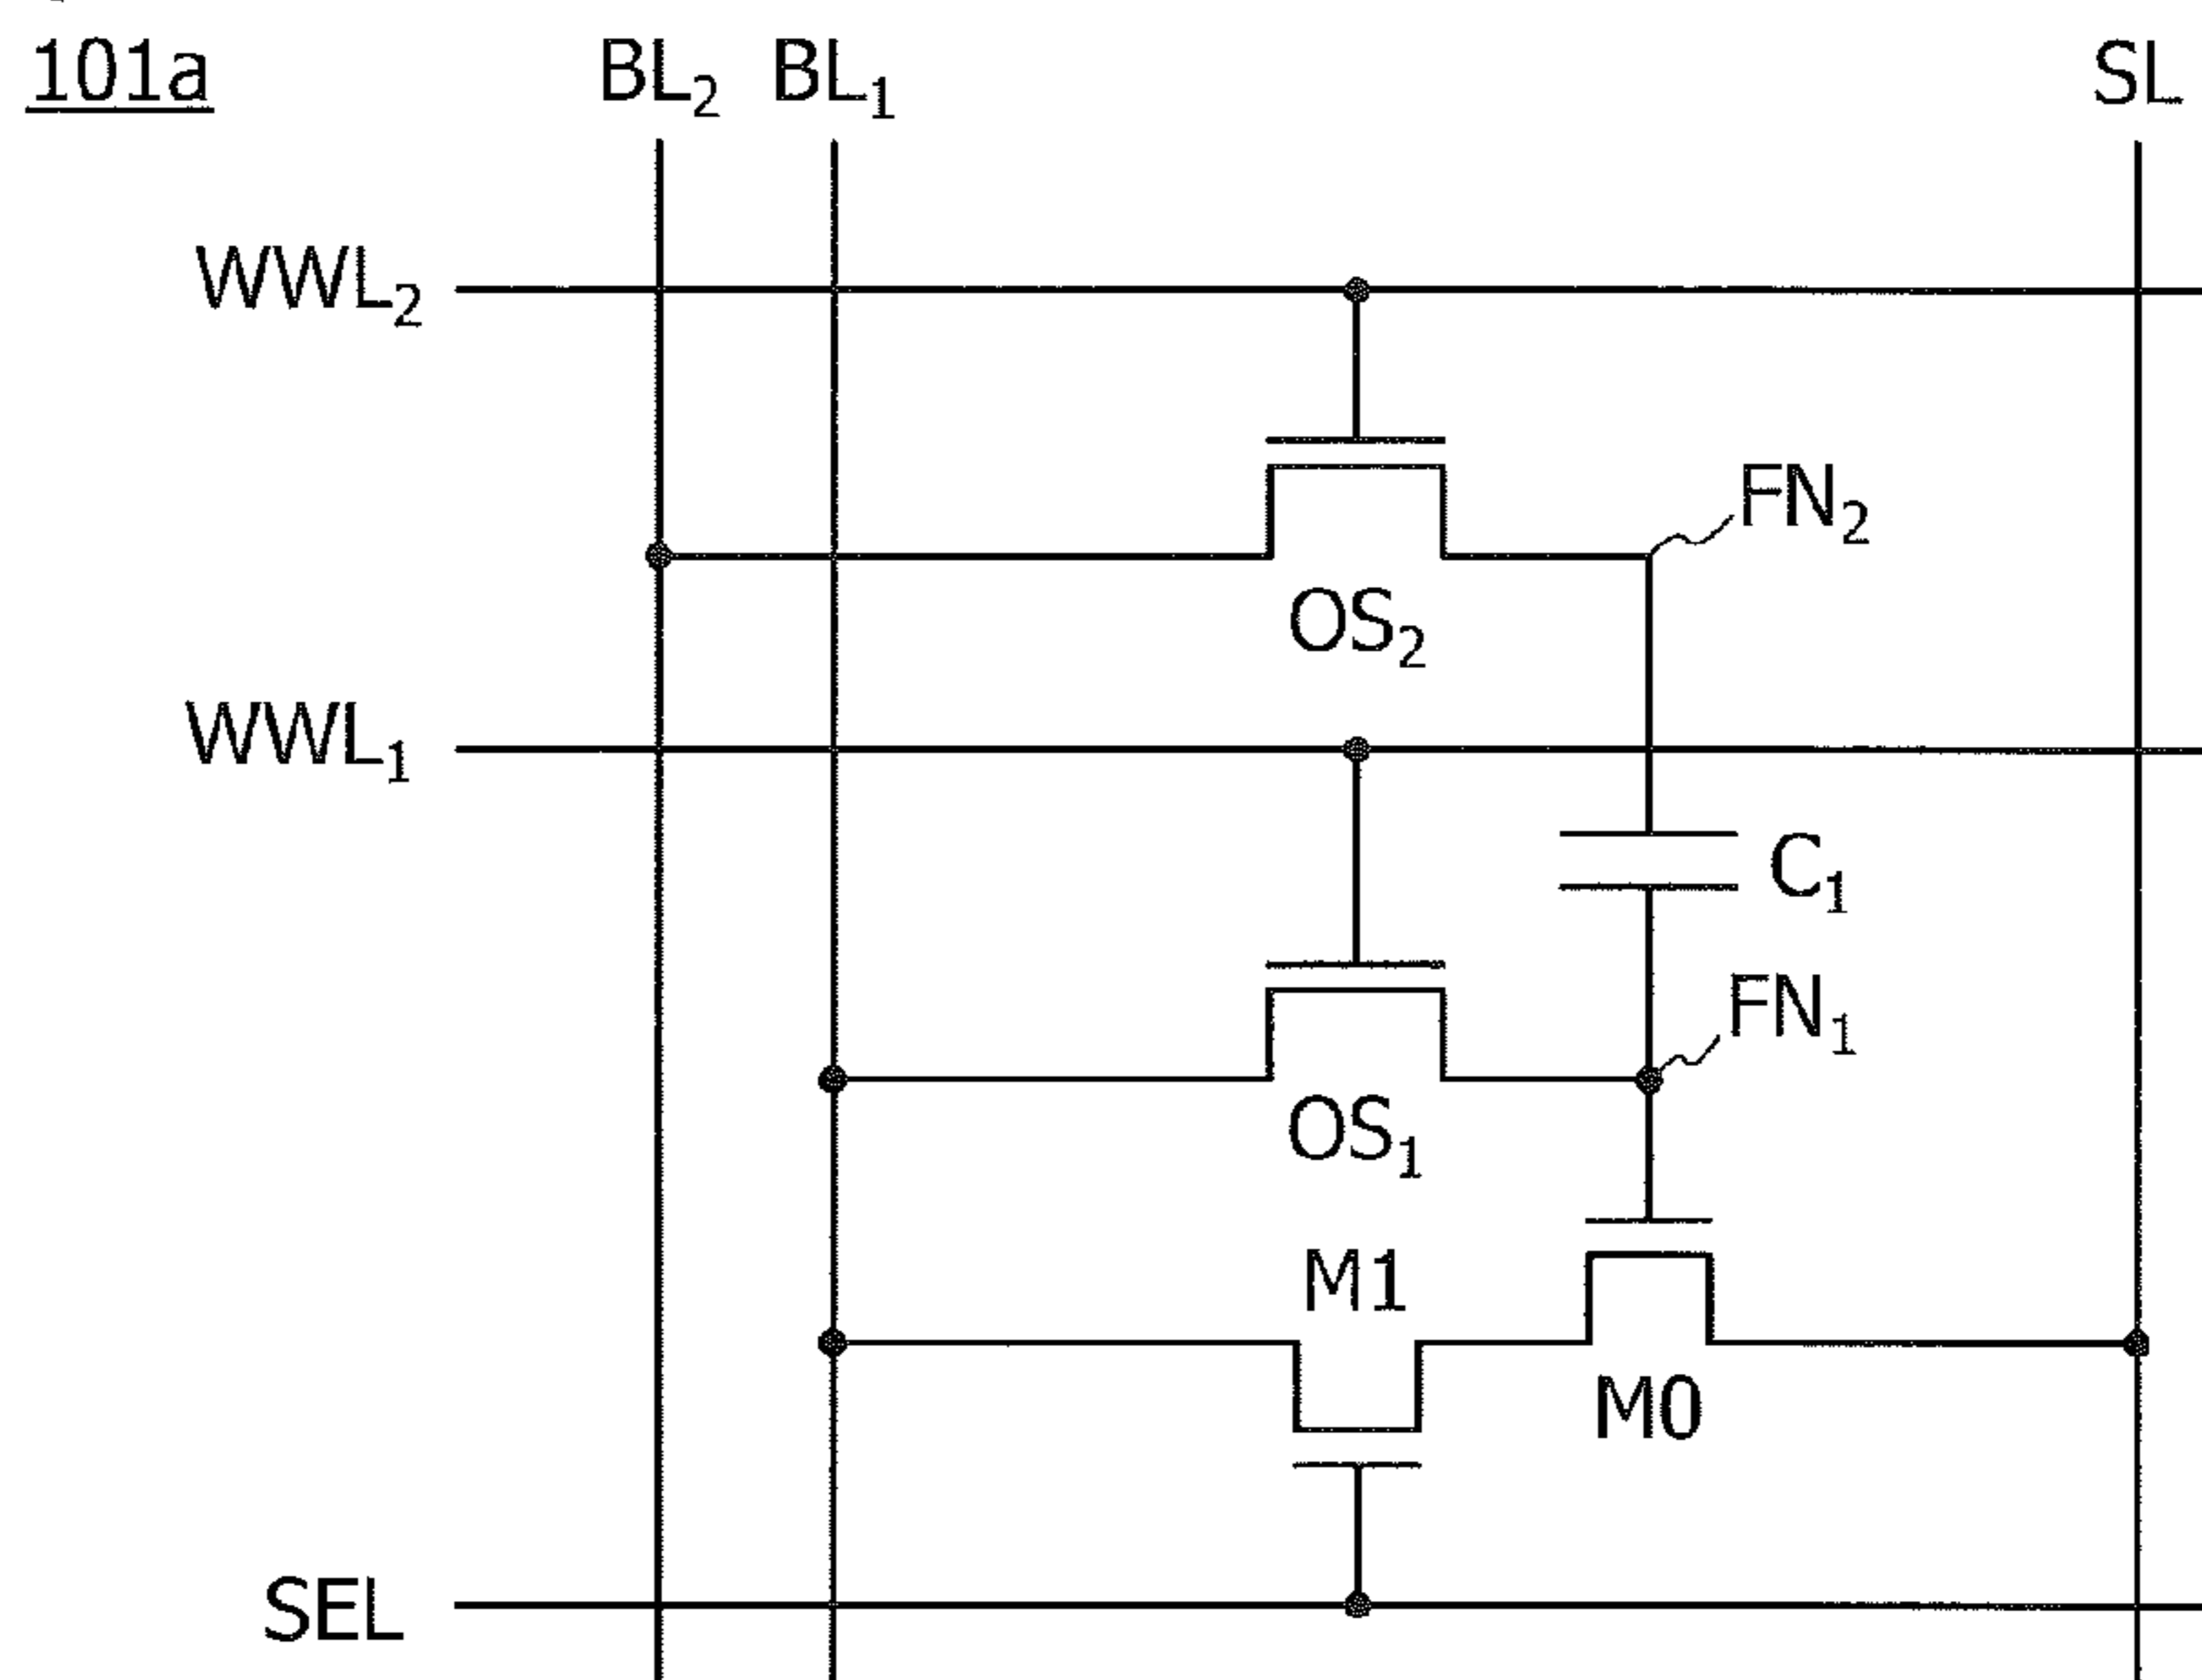 101a
BL₂ BL₁ SL
WWL₂
FN₂
OS₂
WWL₁
C₁
FN₁
OS₁
M1
M0
SEL